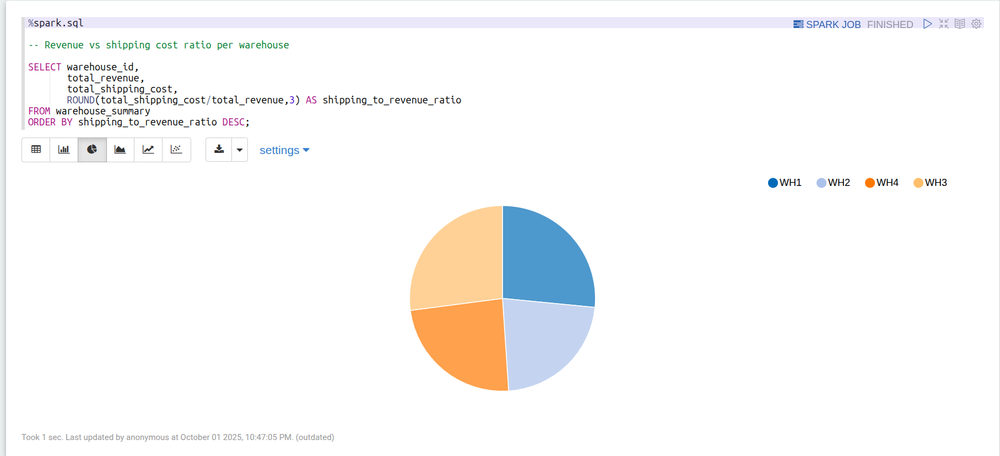 %spark.sql
SPARK JOB FINISHED
-- Revenue vs shipping cost ratio per warehouse
SELECT warehouse_id,
total_revenue,
total_shipping_cost,
ROUND(total_shipping_cost/total_revenue,3) AS shipping_to_revenue_ratio
FROM warehouse_summary
ORDER BY shipping_to_revenue_ratio DESC;
settings
WH1 WH2 WH4 WH3
Took 1 sec. Last updated by anonymous at October 01 2025, 10:47:05 PM. (outdated)